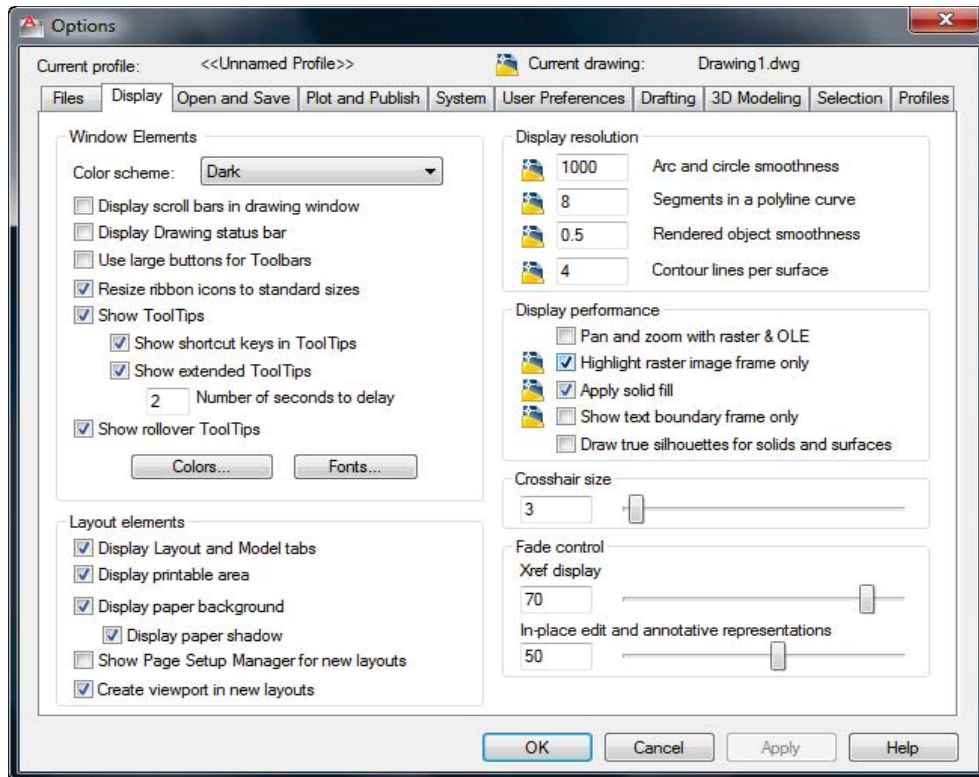 Options
Current profile: <<Unnamed Profile>> Current drawing: Drawing1.dwg
Files Display Open and Save Plot and Publish System User Preferences Drafting 3D Modeling Selection Profiles
Window Elements
Color scheme: Dark
Display scroll bars in drawing window
Display Drawing status bar
Use large buttons for Toolbars
Resize ribbon icons to standard sizes
Show ToolTips
Show shortcut keys in ToolTips
Show extended ToolTips
2 Number of seconds to delay
Show rollover ToolTips
Colors... Fonts...
Layout elements
Display Layout and Model tabs
Display printable area
Display paper background
Display paper shadow
Show Page Setup Manager for new layouts
Create viewport in new layouts
Display resolution
1000 Arc and circle smoothness
8 Segments in a polyline curve
0.5 Rendered object smoothness
4 Contour lines per surface
Display performance
Pan and zoom with raster & OLE
Highlight raster image frame only
Apply solid fill
Show text boundary frame only
Draw true silhouettes for solids and surfaces
Crosshair size
3
Fade control
Xref display
70
In-place edit and annotative representations
50
OK Cancel Apply Help